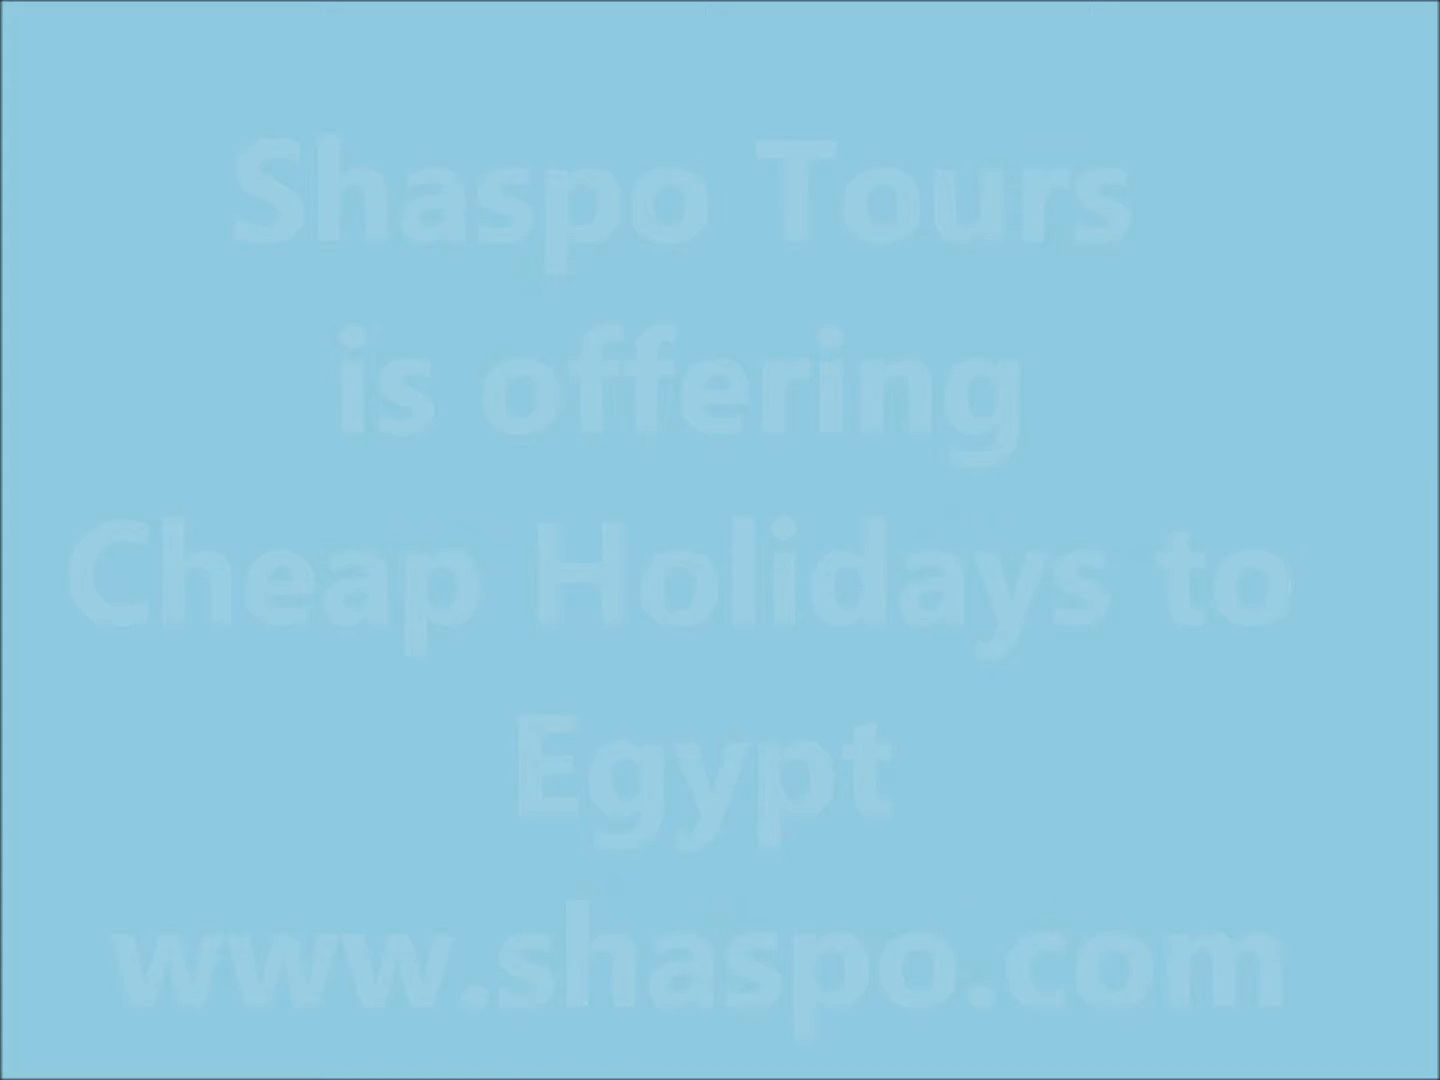 Shaspo Tours
is offering
Cheap Holidays to
Egypt
www.shaspo.com